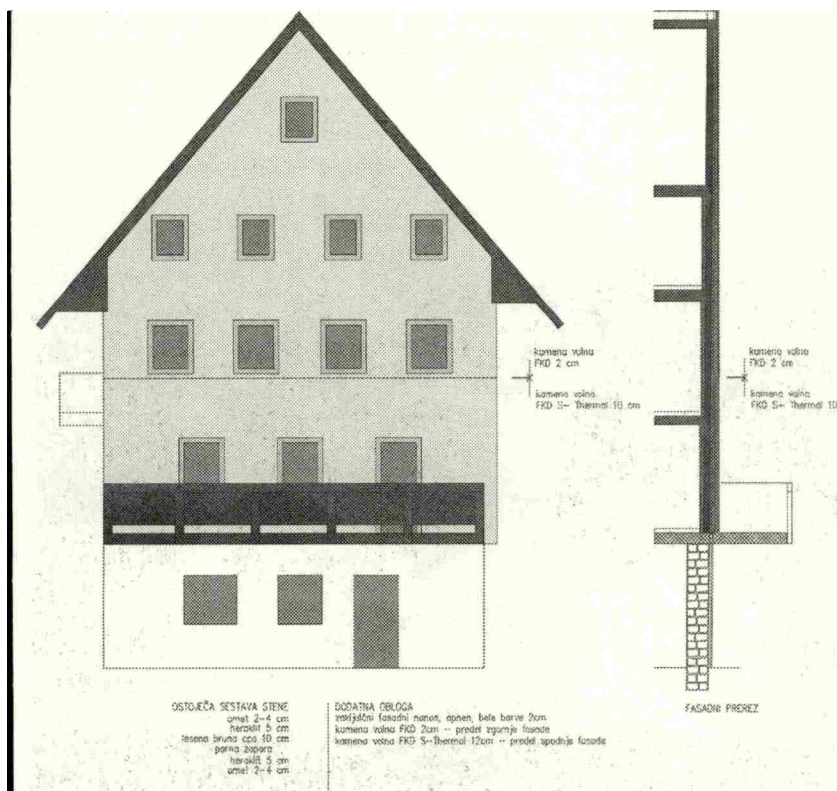 kamena volna
FKD 2 cm
kamena volna
FKD S- Thermal 10 cm
kamena volna
FKD 2 cm
kamena volna
FKD S- Thermal 10
OSTOJEČA SESTAVA STENE
omet 2-4 cm
heraklit 5 cm
lesena bruna cca 10 cm
parna zapora
heraklit 5 cm
omet 2-4 cm
DODATNA OBLOGA
zaključni fasadni nanos, apnen, bele barve 2cm
kamena volna FKD 2cm -- predel zgornje fasade
kamena volna FKD S-Thermal 12cm -- predel spodnje fasade
FASADNI PREREZ